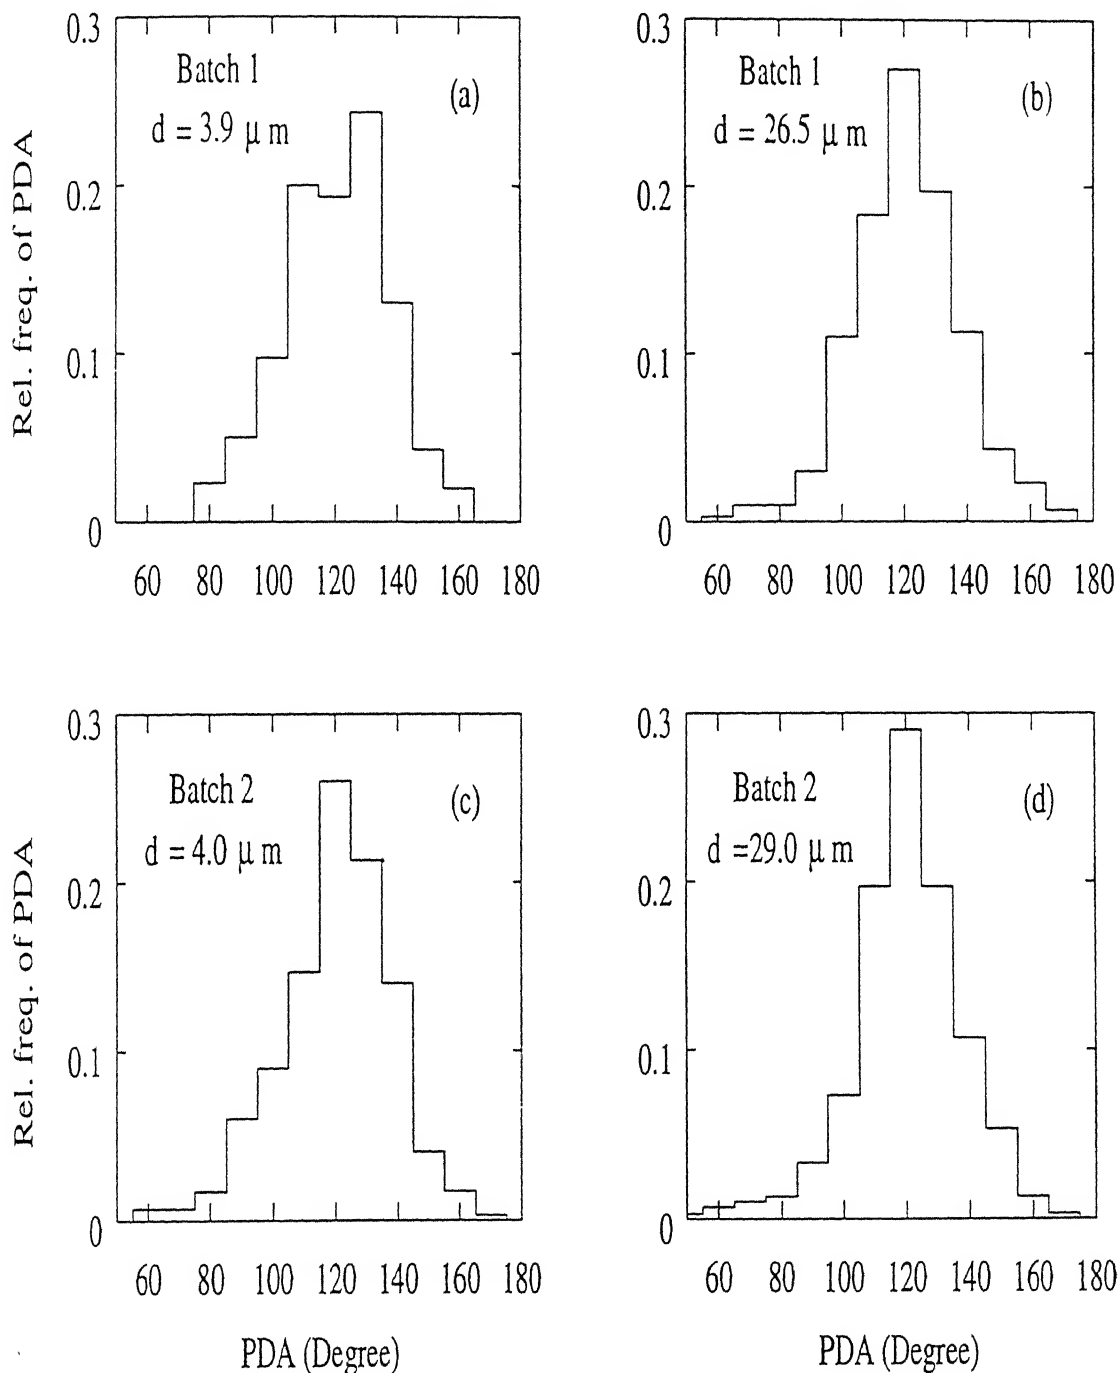 0.3
0.2
0.1
0
Rel. freq. of PDA
Batch 1
d = 3.9 μ m
(a)
60 80 100 120 140 160 180
0.3
0.2
0.1
0
Batch 1
d = 26.5 μ m
(b)
60 80 100 120 140 160 180
0.3
0.2
0.1
0
Rel. freq. of PDA
Batch 2
d = 4.0 μ m
(c)
60 80 100 120 140 160 180
PDA (Degree)
0.3
0.2
0.1
0
Batch 2
d =29.0 μ m
(d)
60 80 100 120 140 160 180
PDA (Degree)